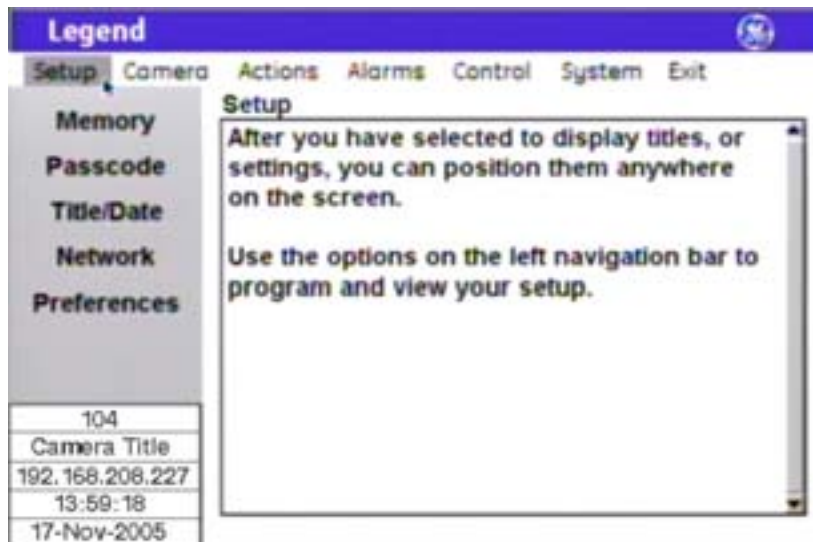 Legend
Setup Camera Actions Alarms Control System Exit
Memory
Passcode
Title/Date
Network
Preferences
Setup
After you have selected to display titles, or
settings, you can position them anywhere
on the screen.
Use the options on the left navigation bar to
program and view your setup.
104
Camera Title
192.168.208.227
13:59:18
17-Nov-2005